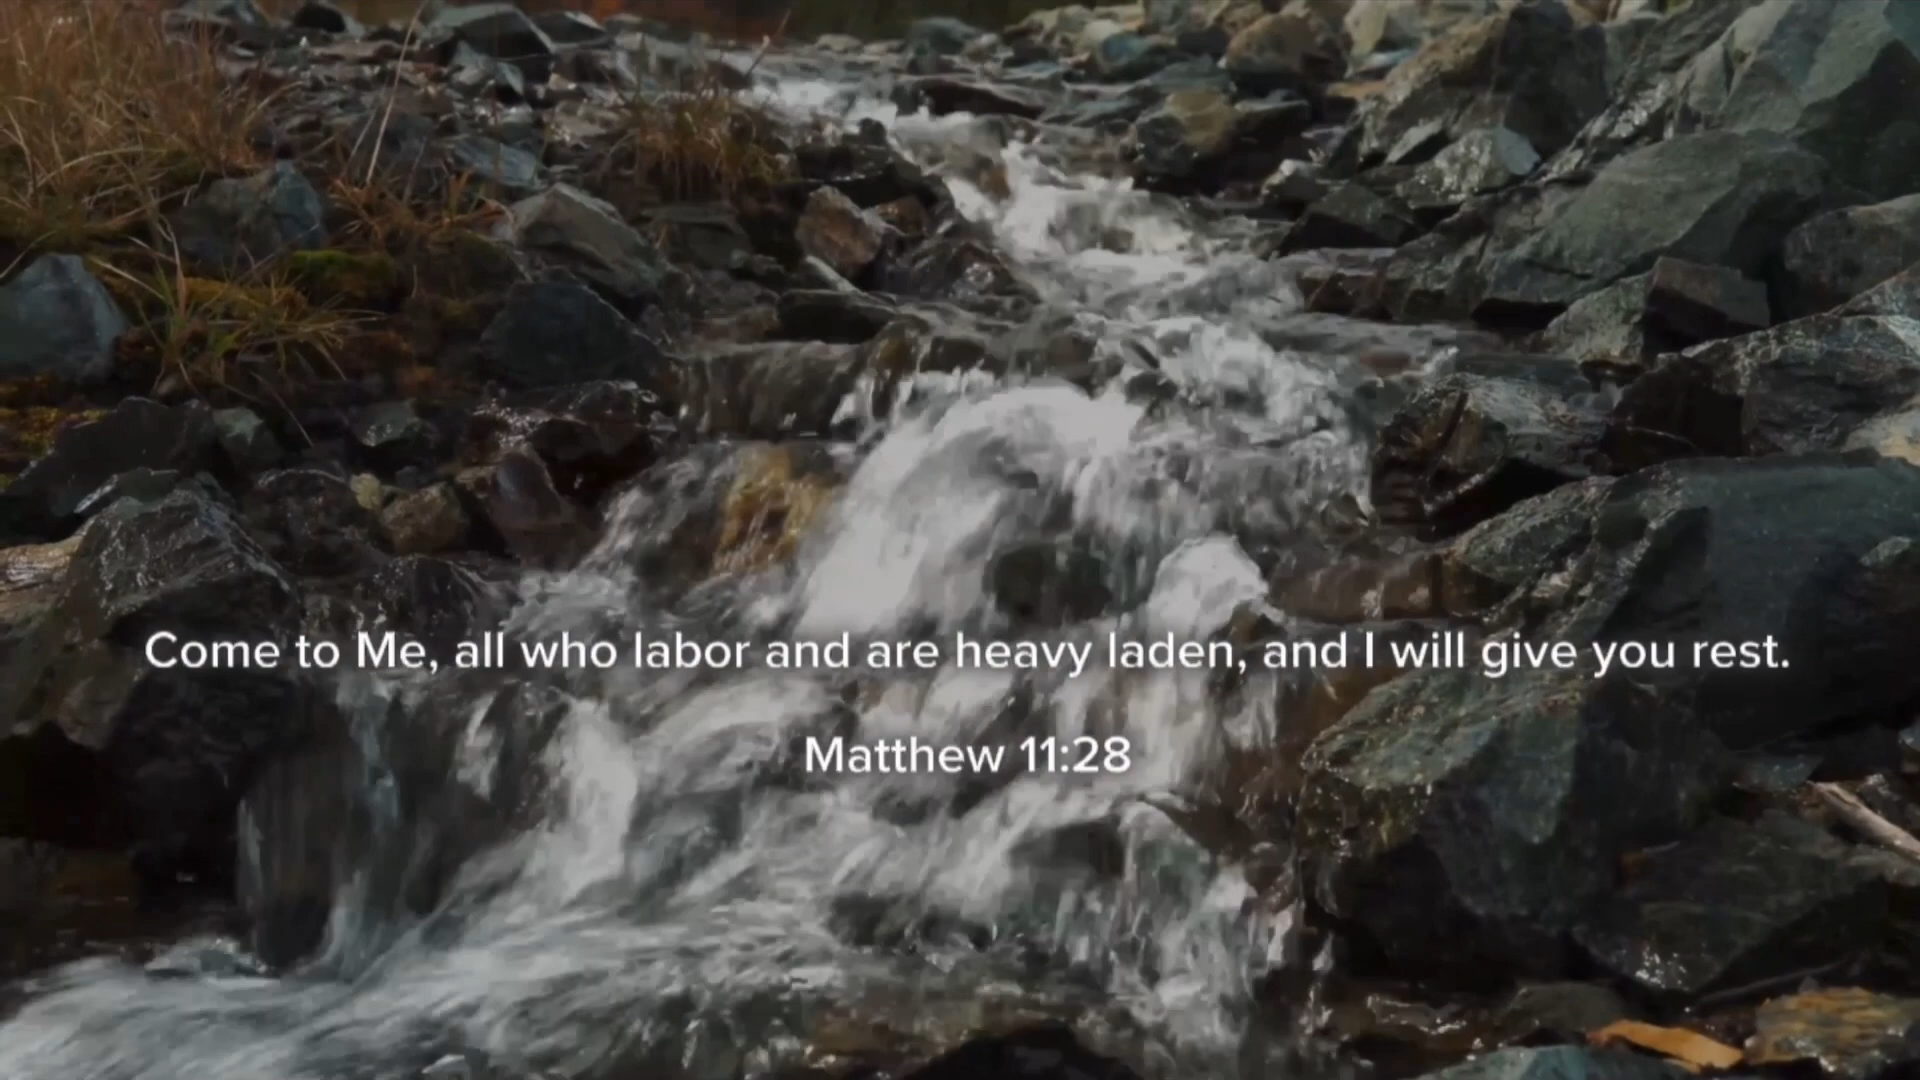 Come to Me, all who labor and are heavy laden, and I will give you rest.
Matthew 11:28